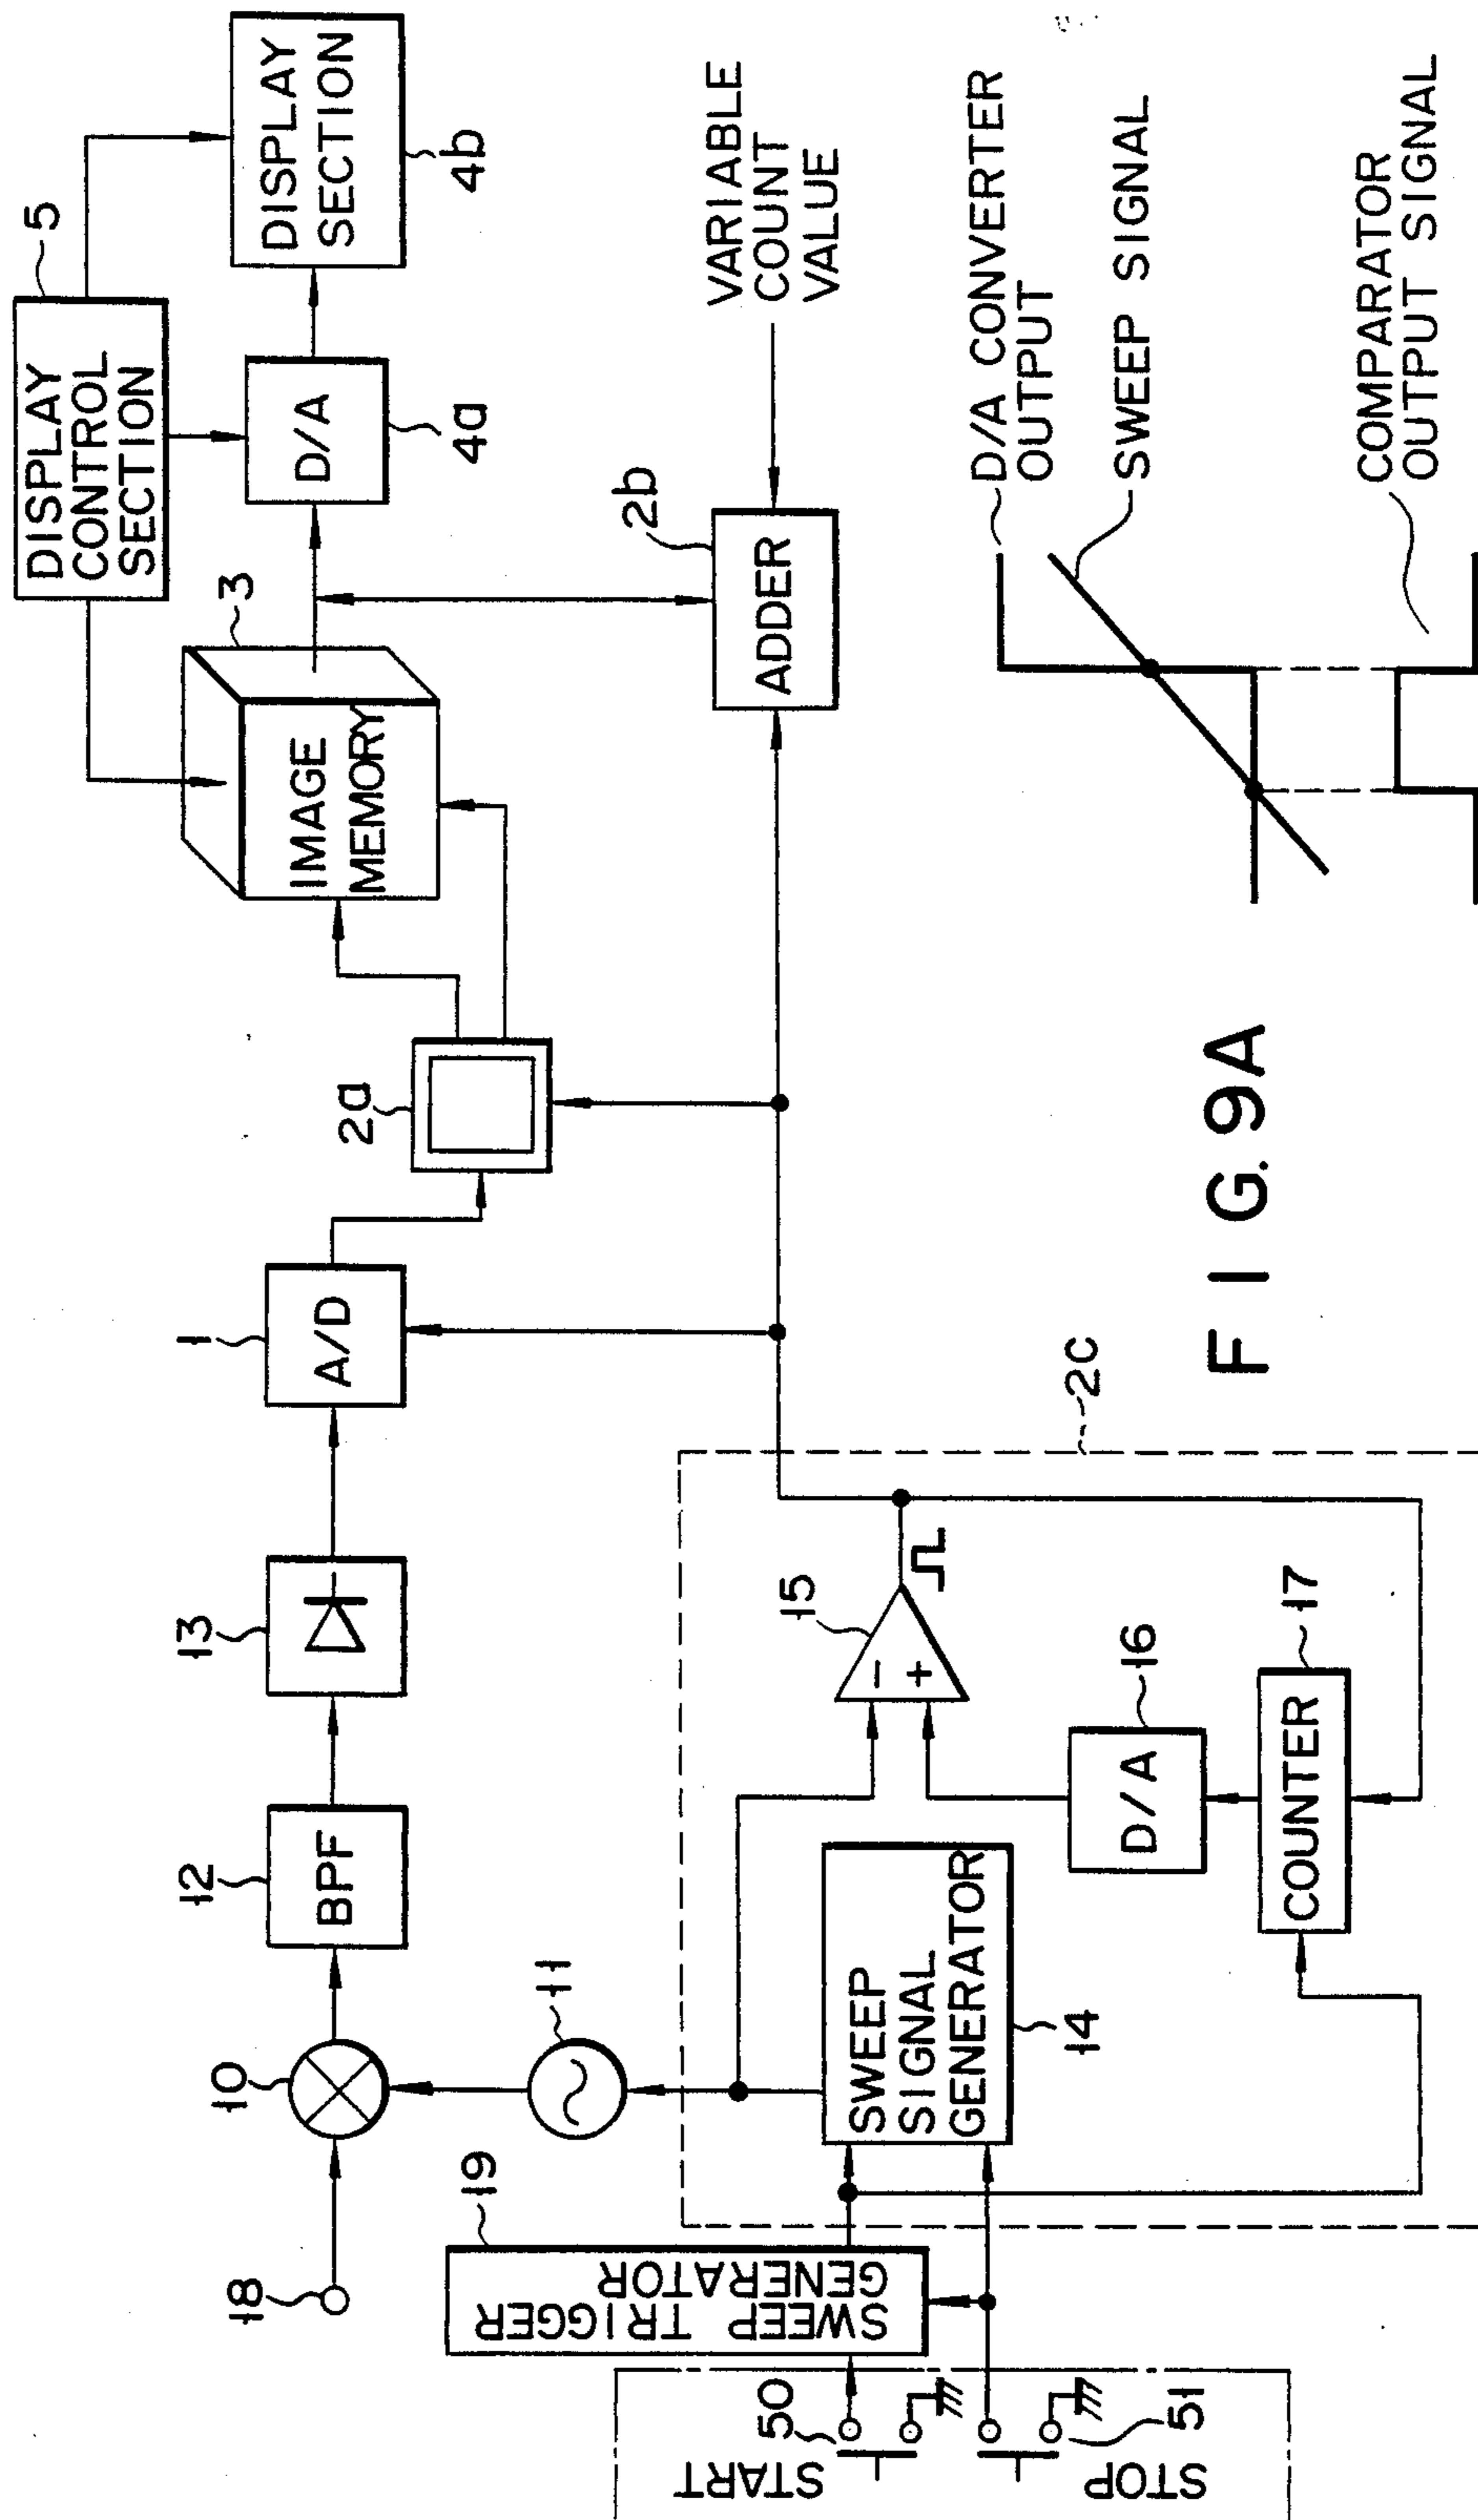 5
DISPLAY
CONTROL
SECTION
DISPLAY
SECTION
4b
D/A
4a
3
IMAGE
MEMORY
2a
1
A/D
13
12
BPF
10
18
11
19
SWEEP TRIGGER
GENERATOR
START
50
STOP
51
SWEEP
SIGNAL
GENERATOR
14
15
−
+
16
D/A
17
COUNTER
2C
2b
ADDER
VARIABLE
COUNT
VALUE
D/A CONVERTER
OUTPUT
SWEEP SIGNAL
COMPARATOR
OUTPUT SIGNAL
FIG. 9A